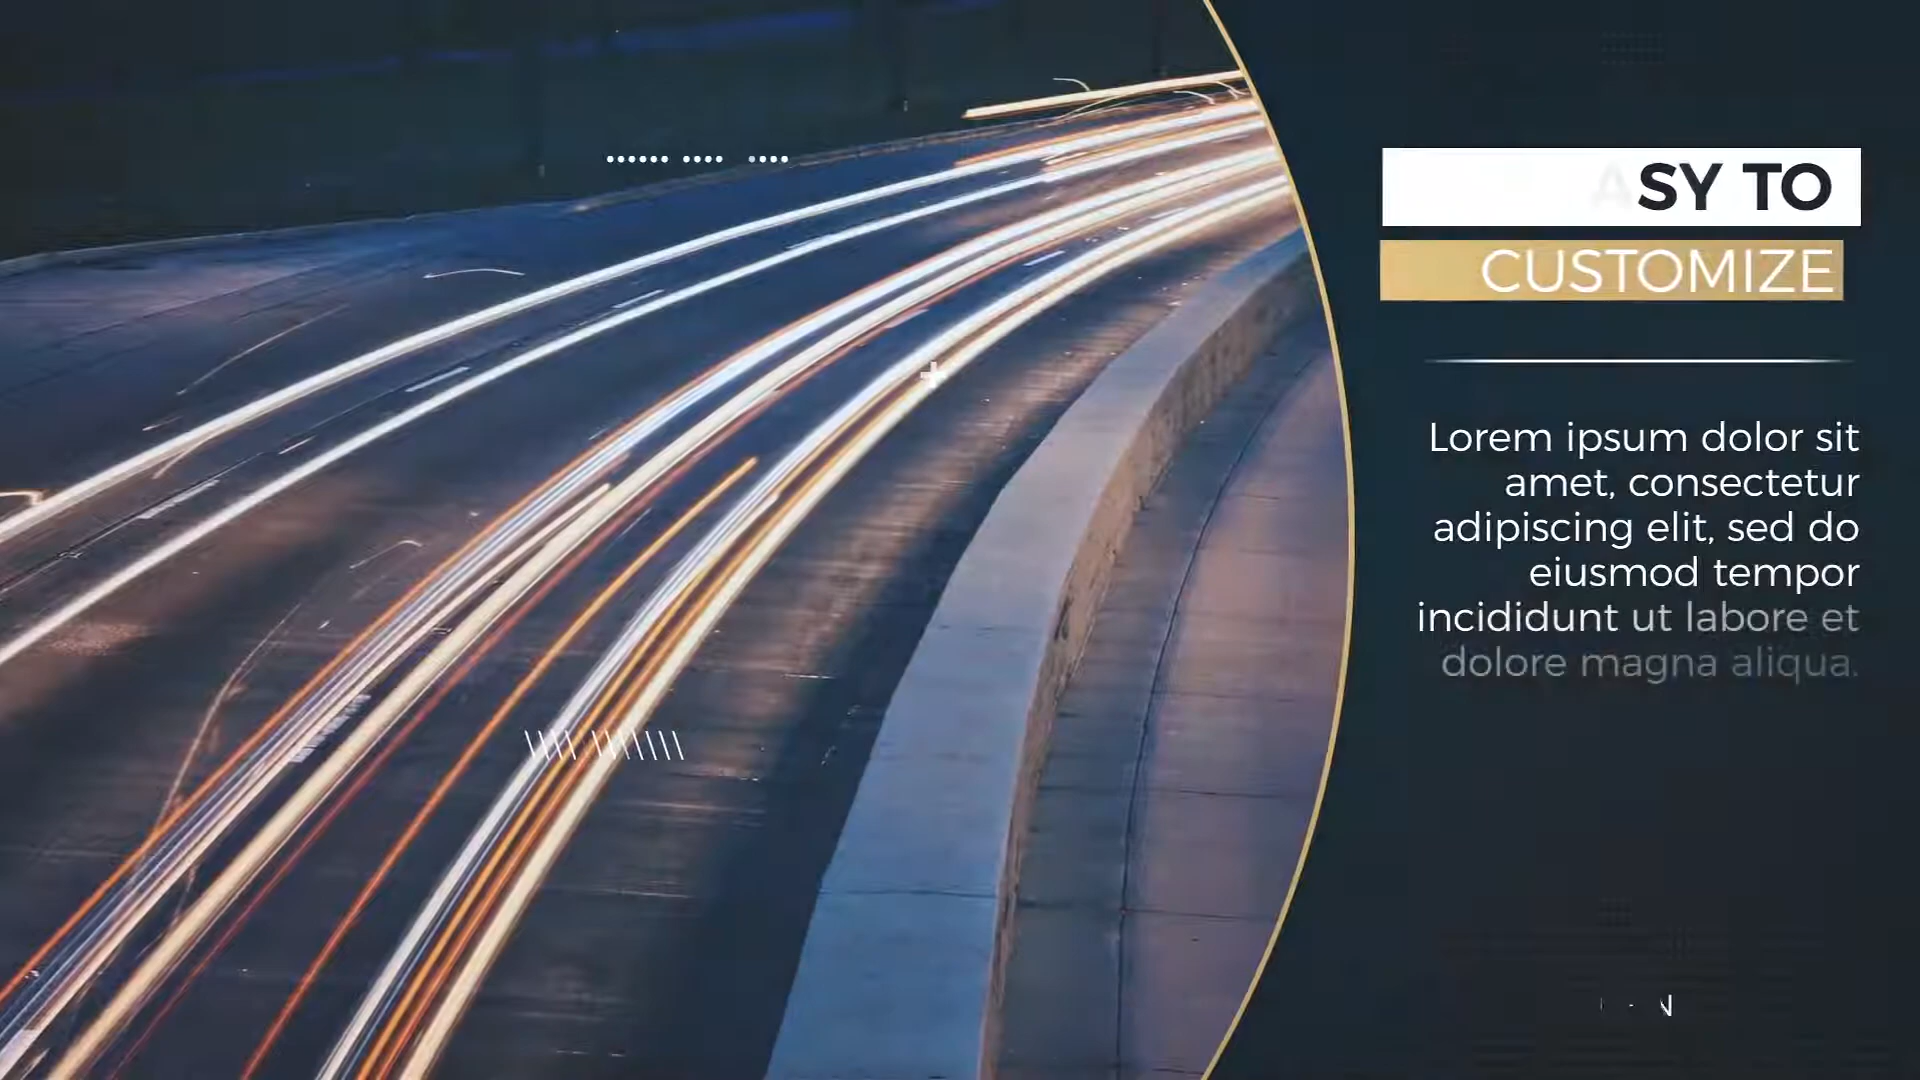 ASY TO
CUSTOMIZE
Lorem ipsum dolor sit
amet, consectetur
adipiscing elit, sed do
eiusmod tempor
incididunt ut labore et
dolore magna aliqua.
N